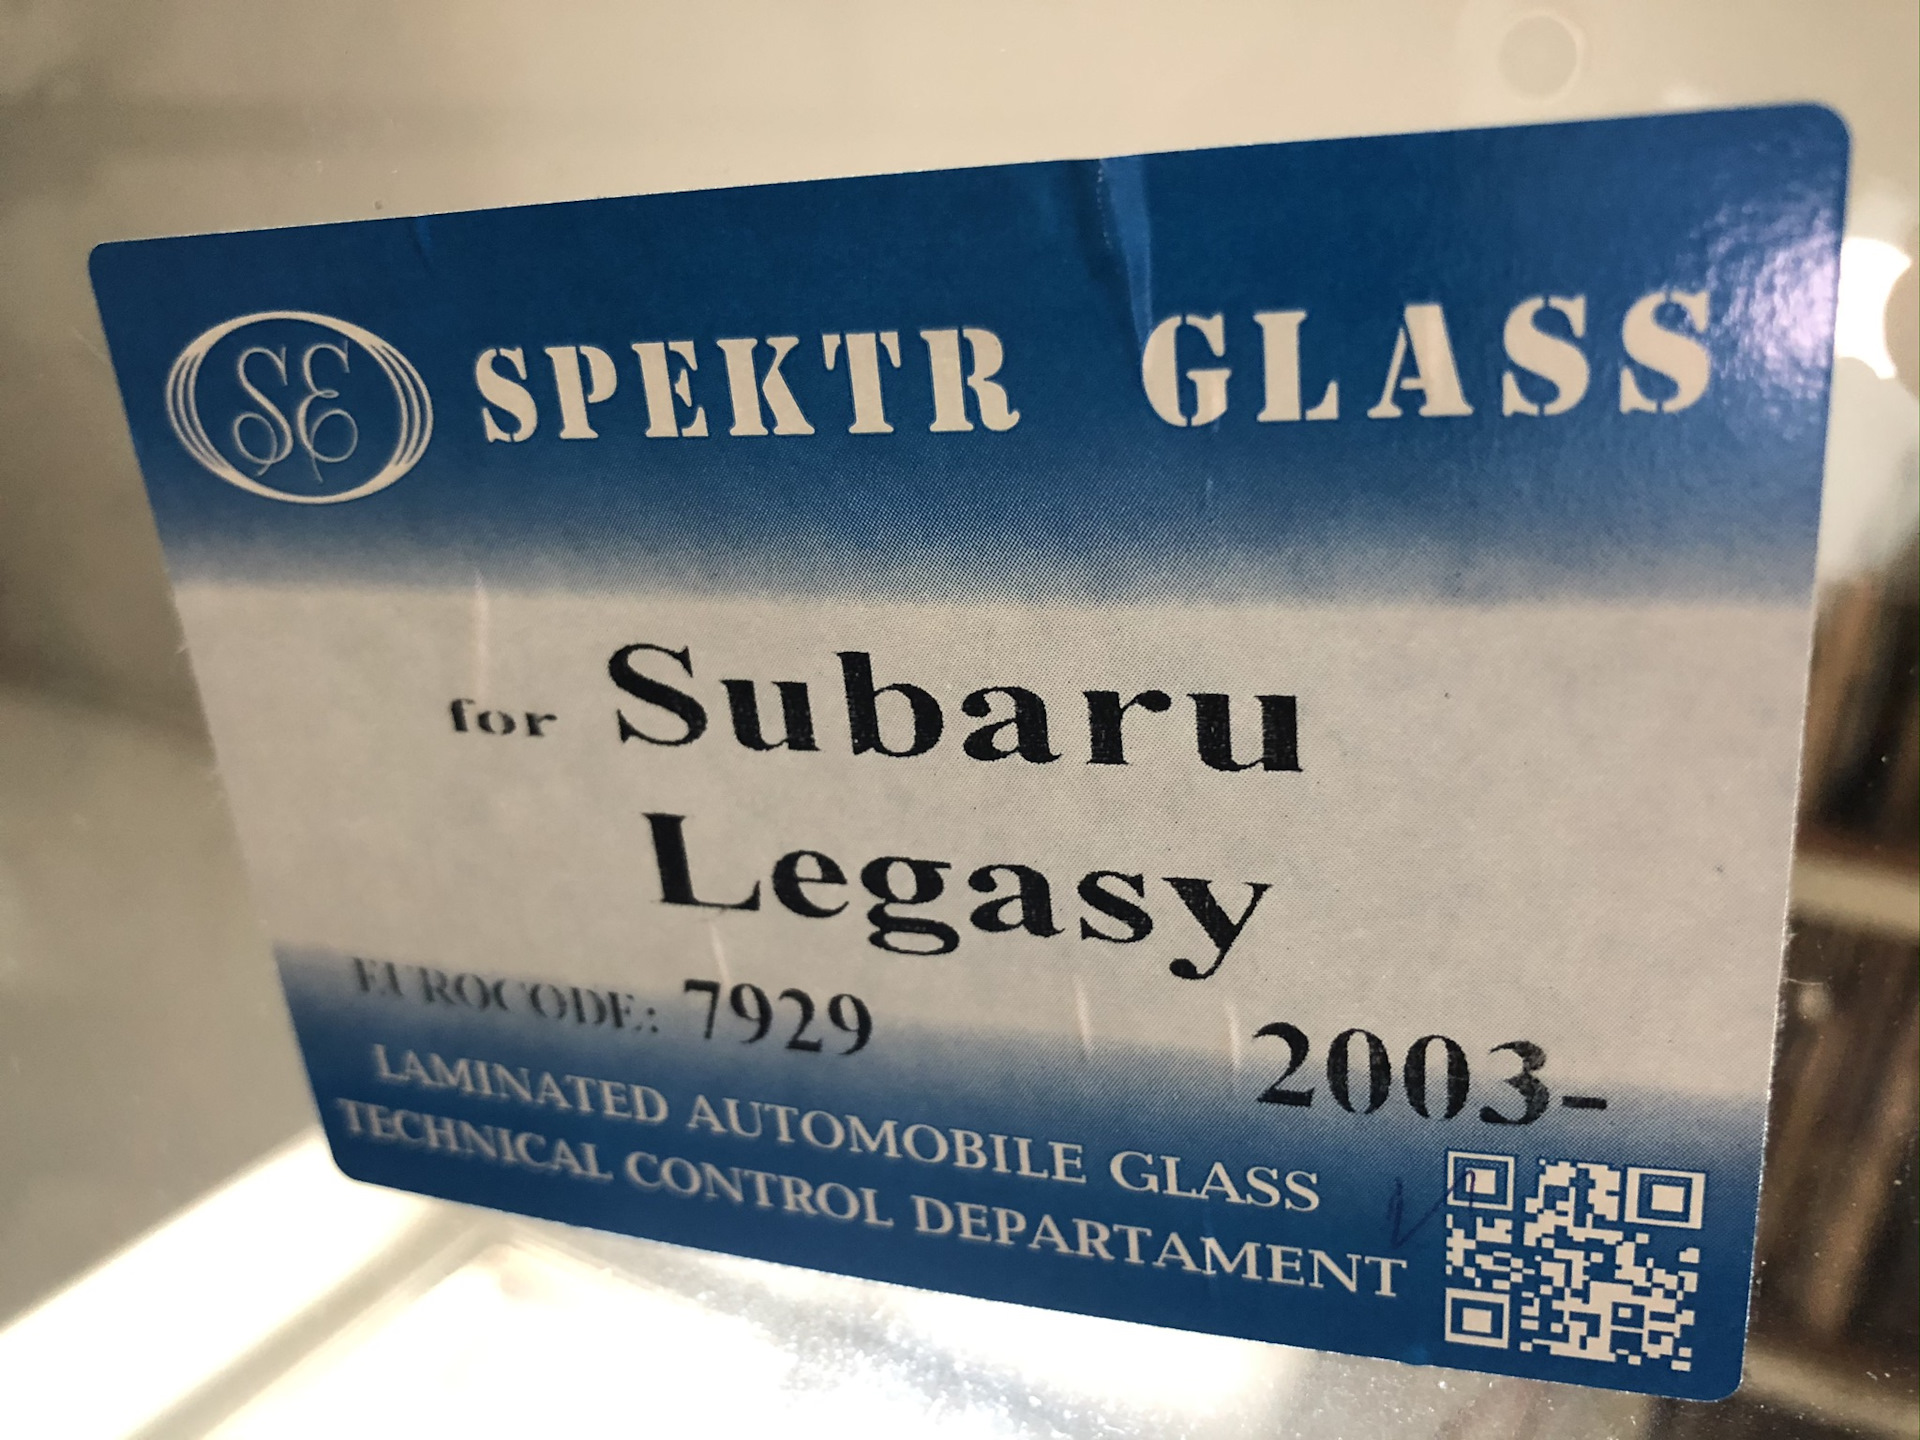 SE SPEKTR GLASS
for Subaru
Legasy
EUROCODE: 7929
2003-
LAMINATED AUTOMOBILE GLASS
TECHNICAL CONTROL DEPARTAMENT